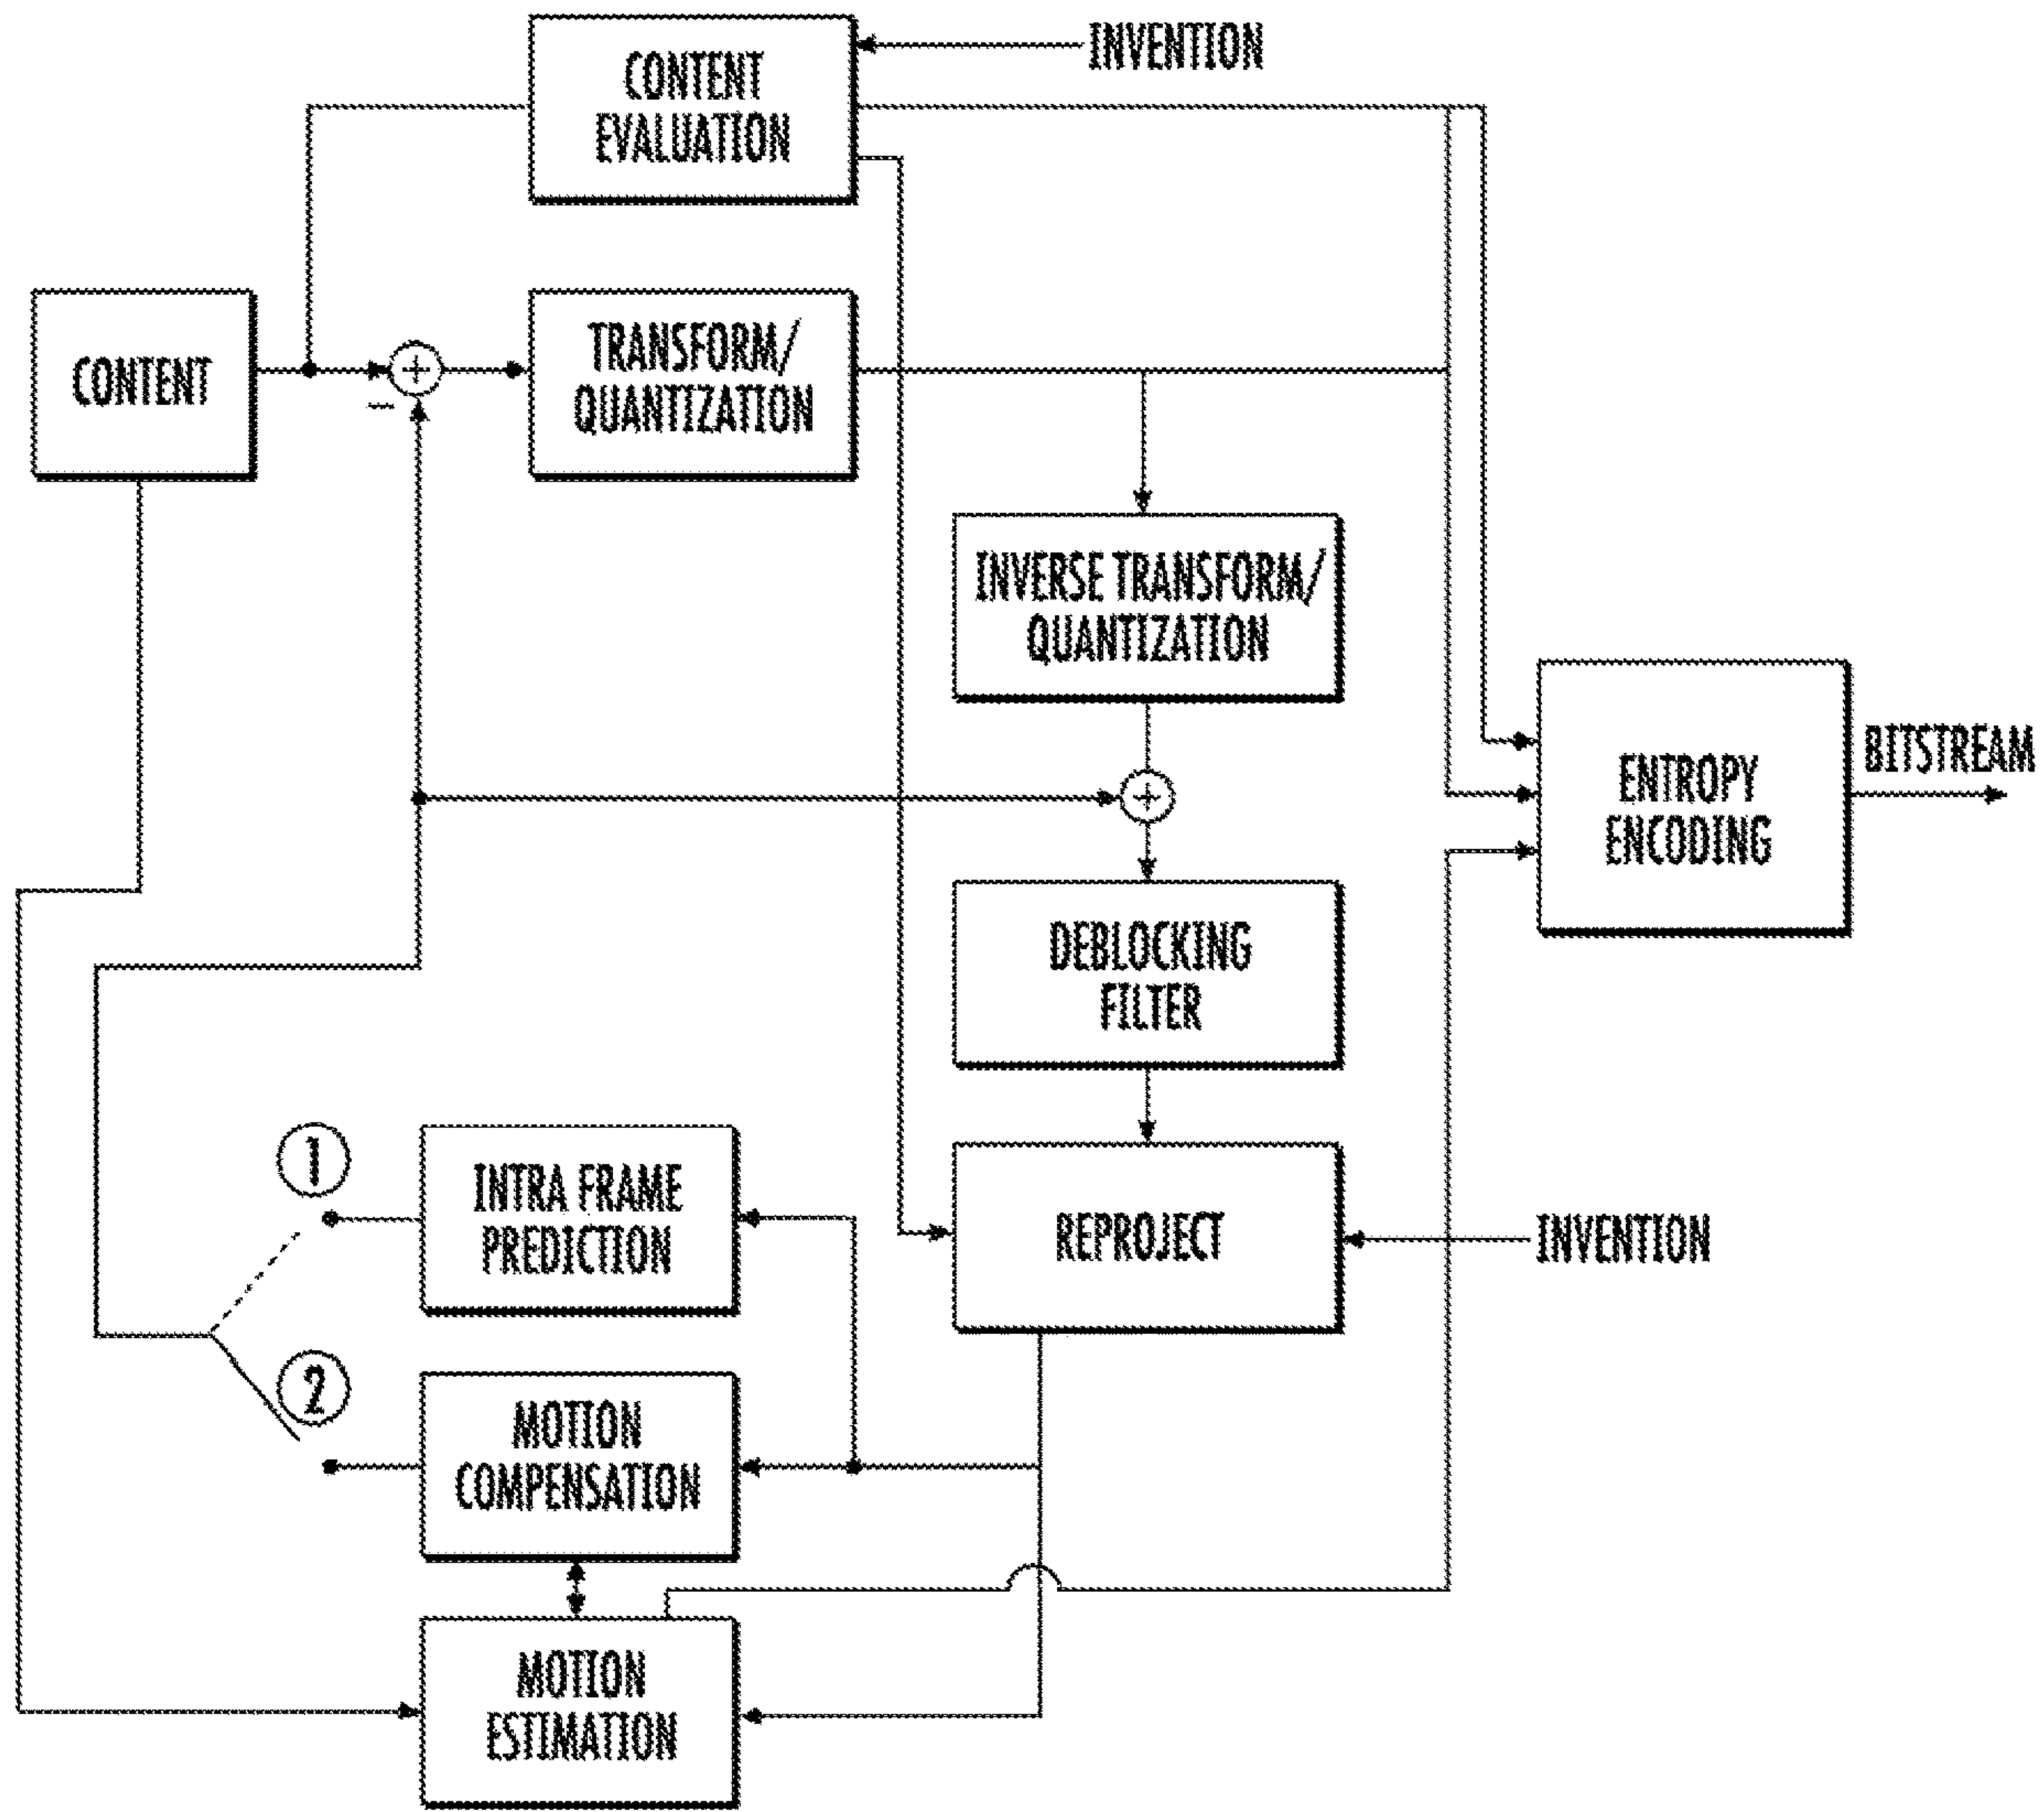 INVENTION
CONTENT
EVALUATION
CONTENT
+
−
TRANSFORM/
QUANTIZATION
INVERSE TRANSFORM/
QUANTIZATION
+
ENTROPY
ENCODING
BITSTREAM
DEBLOCKING
FILTER
1
INTRA FRAME
PREDICTION
REPROJECT
INVENTION
2
MOTION
COMPENSATION
MOTION
ESTIMATION